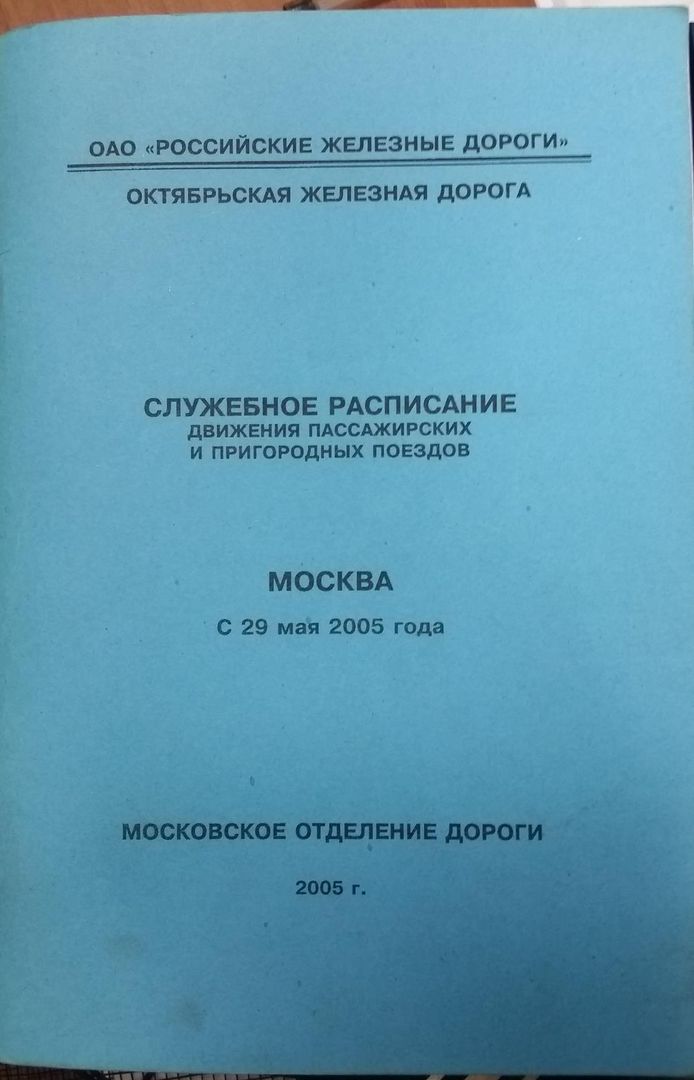 ОАО «РОССИЙСКИЕ ЖЕЛЕЗНЫЕ ДОРОГИ»
ОКТЯБРЬСКАЯ ЖЕЛЕЗНАЯ ДОРОГА
СЛУЖЕБНОЕ РАСПИСАНИЕ
ДВИЖЕНИЯ ПАССАЖИРСКИХ
И ПРИГОРОДНЫХ ПОЕЗДОВ
МОСКВА
С 29 мая 2005 года
МОСКОВСКОЕ ОТДЕЛЕНИЕ ДОРОГИ
2005 г.